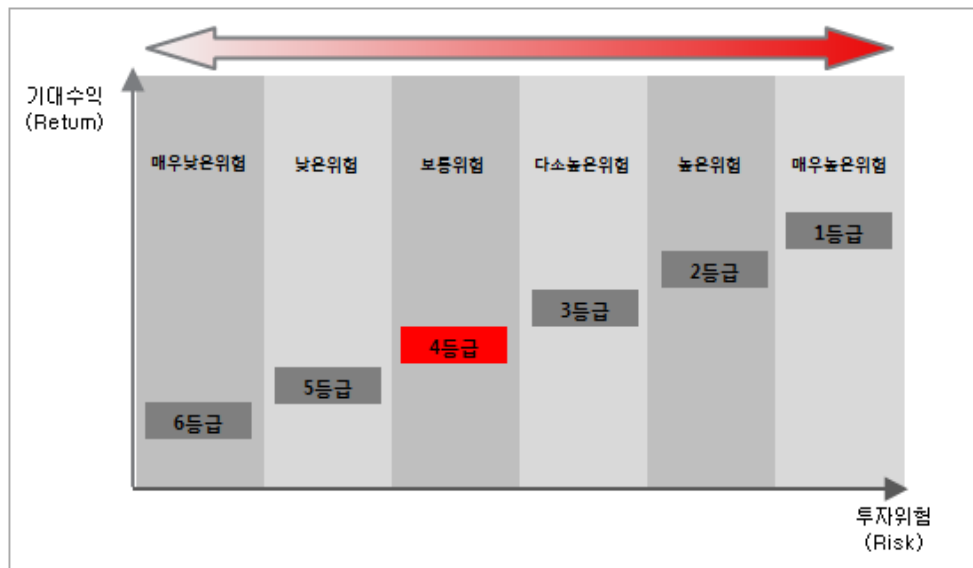 기대수익
(Return)
매우낮은위험
낮은위험
보통위험
다소높은위험
높은위험
매우높은위험
1등급
2등급
3등급
4등급
5등급
6등급
투자위험
(Risk)